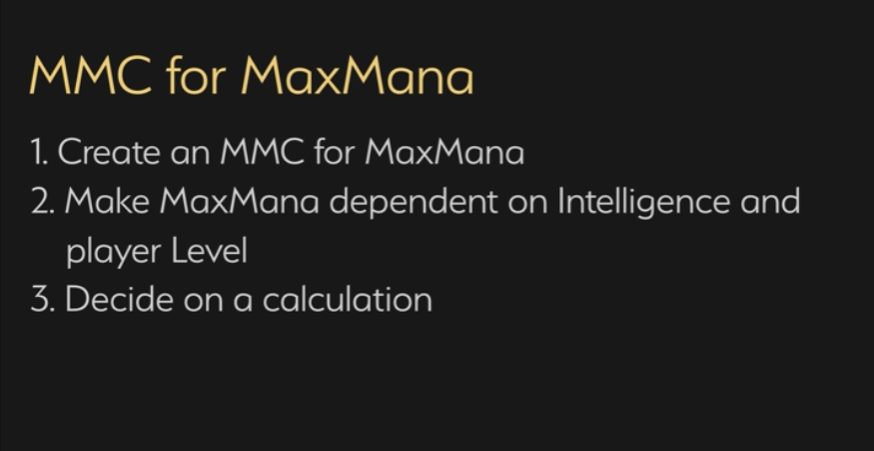 MMC for MaxMana
1. Create an MMC for MaxMana
2. Make MaxMana dependent on Intelligence and
player Level
3. Decide on a calculation